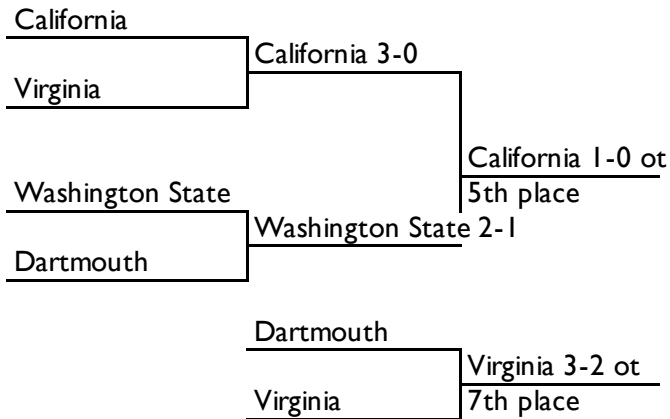 California
California 3-0
Virginia
California 1-0 ot
Washington State
5th place
Washington State 2-1
Dartmouth
Dartmouth
Virginia 3-2 ot
Virginia
7th place